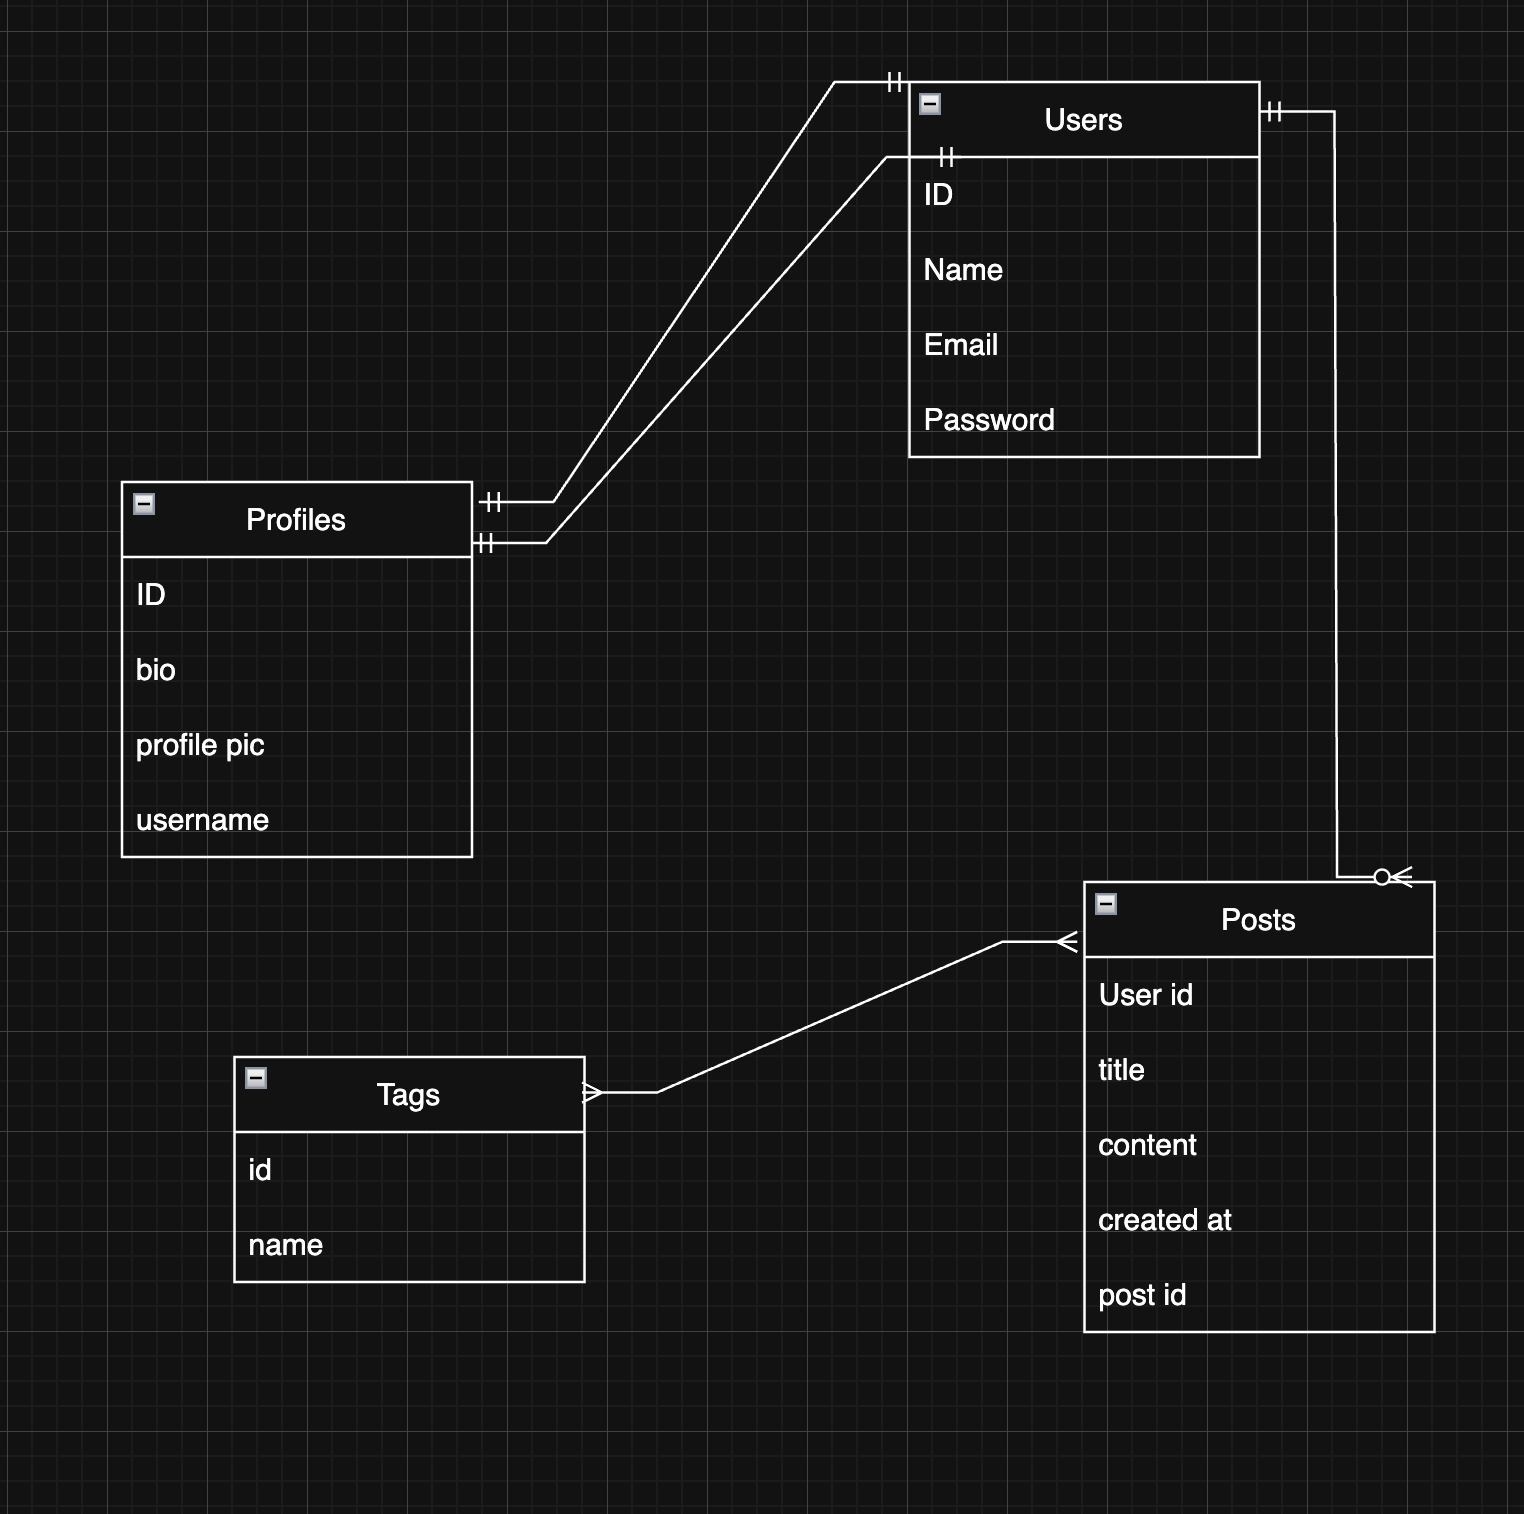 Users
ID
Name
Email
Password
Profiles
ID
bio
profile pic
username
Posts
User id
title
content
created at
post id
Tags
id
name